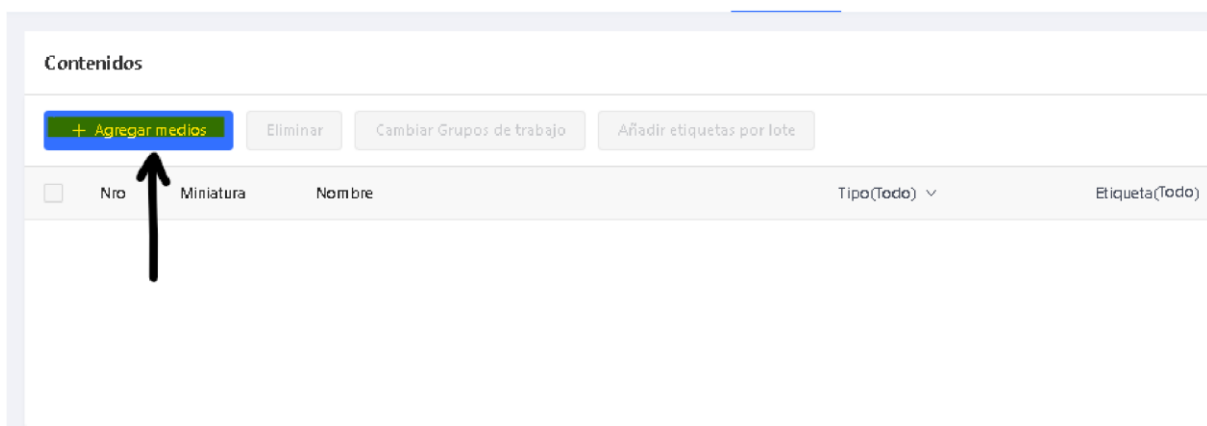 Contenidos
+ Agregar medios Eliminar Cambiar Grupos de trabajo Añadir etiquetas por lote
Nro Miniatura Nombre Tipo(Todo) Etiqueta(Todo)